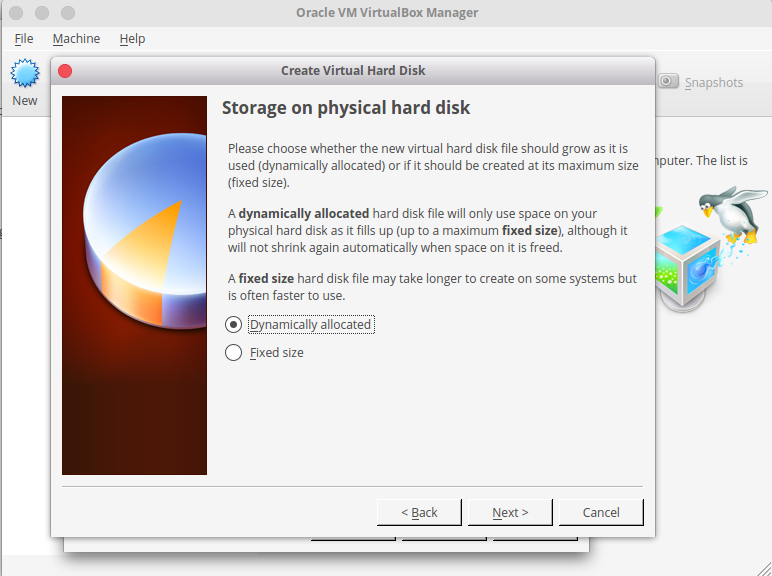 Oracle VM VirtualBox Manager
File Machine Help
New
Snapshots
Create Virtual Hard Disk
Storage on physical hard disk
Please choose whether the new virtual hard disk file should grow as it is
used (dynamically allocated) or if it should be created at its maximum size
(fixed size).
A dynamically allocated hard disk file will only use space on your
physical hard disk as it fills up (up to a maximum fixed size), although it
will not shrink again automatically when space on it is freed.
A fixed size hard disk file may take longer to create on some systems but
is often faster to use.
Dynamically allocated
Fixed size
< Back
Next >
Cancel
The list is